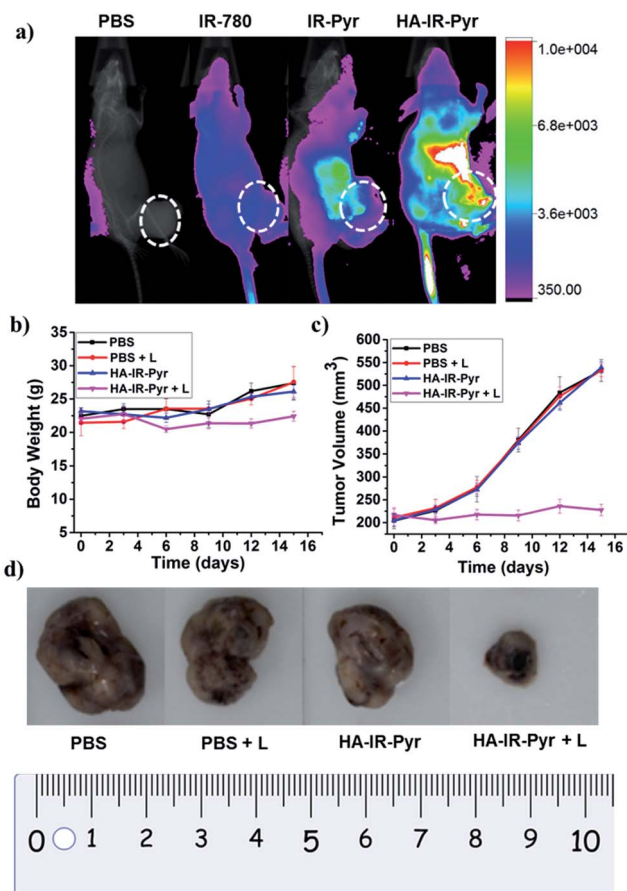 a)
PBS IR-780 IR-Pyr HA-IR-Pyr
1.0e+004
6.8e+003
3.6e+003
350.00
b)
Body Weight (g)
35
30
25
20
15
10
5
PBS
PBS + L
HA-IR-Pyr
HA-IR-Pyr + L
0 2 4 6 8 10 12 14 16
Time (days)
c)
Tumor Volume (mm³)
600
550
500
450
400
350
300
250
200
PBS
PBS + L
HA-IR-Pyr
HA-IR-Pyr + L
0 2 4 6 8 10 12 14 16
Time (days)
d)
PBS PBS + L HA-IR-Pyr HA-IR-Pyr + L
0 1 2 3 4 5 6 7 8 9 10